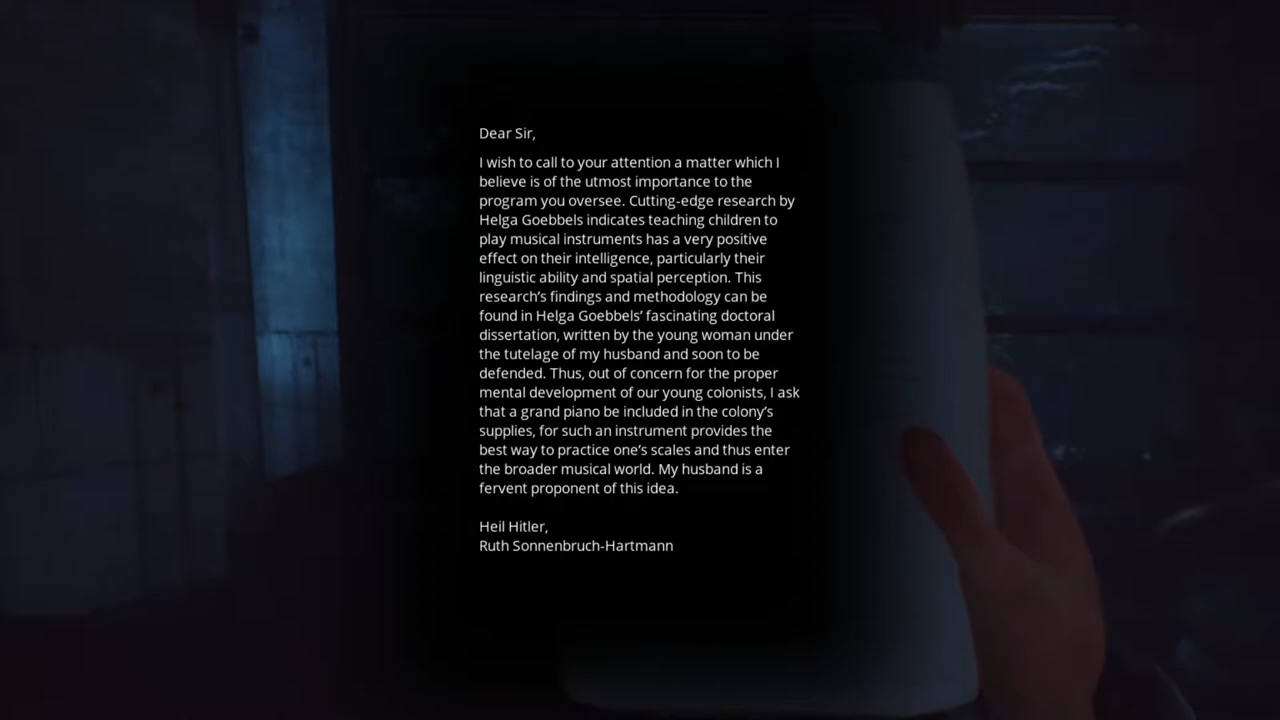 Dear Sir,
I wish to call to your attention a matter which I
believe is of the utmost importance to the
program you oversee. Cutting-edge research by
Helga Goebbels indicates teaching children to
play musical instruments has a very positive
effect on their intelligence, particularly their
linguistic ability and spatial perception. This
research’s findings and methodology can be
found in Helga Goebbels’ fascinating doctoral
dissertation, written by the young woman under
the tutelage of my husband and soon to be
defended. Thus, out of concern for the proper
mental development of our young colonists, I ask
that a grand piano be included in the colony’s
supplies, for such an instrument provides the
best way to practice one’s scales and thus enter
the broader musical world. My husband is a
fervent proponent of this idea.
Heil Hitler,
Ruth Sonnenbruch-Hartmann